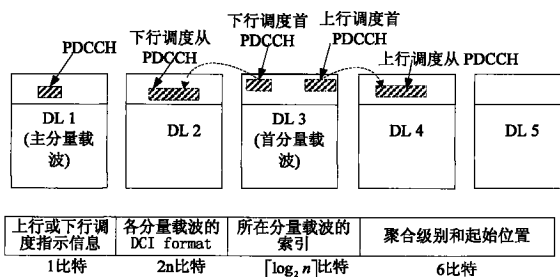 下行调度首
PDCCH
上行调度首
PDCCH
下行调度从
PDCCH
PDCCH
上行调度从 PDCCH
DL 1
(主分量载
波)
DL 2
DL 3
(首分量载
波)
DL 4
DL 5
上行或下行调
度指示信息
各分量载波的
DCI format
所在分量载波的
索引
聚合级别和起始位置
1比特
2n比特
⌈log₂ n⌉比特
6比特